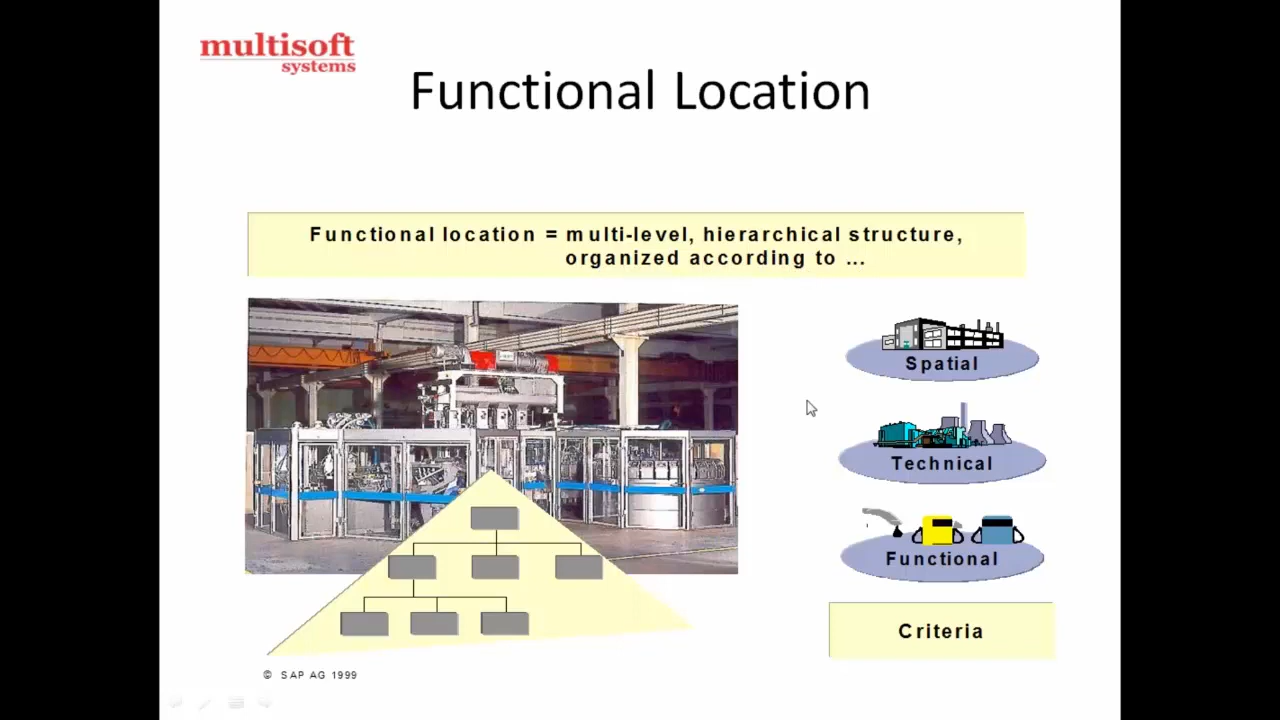 multisoft
systems
Functional Location
Functional location = multi-level, hierarchical structure,
organized according to ...
Spatial
Technical
Functional
Criteria
© SAP AG 1999